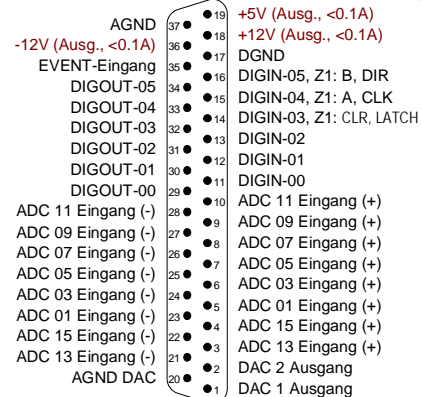 AGND 37
-12V (Ausg., <0.1A) 36
EVENT-Eingang 35
DIGOUT-05 34
DIGOUT-04 33
DIGOUT-03 32
DIGOUT-02 31
DIGOUT-01 30
DIGOUT-00 29
ADC 11 Eingang (-) 28
ADC 09 Eingang (-) 27
ADC 07 Eingang (-) 26
ADC 05 Eingang (-) 25
ADC 03 Eingang (-) 24
ADC 01 Eingang (-) 23
ADC 15 Eingang (-) 22
ADC 13 Eingang (-) 21
AGND DAC 20
19 +5V (Ausg., <0.1A)
18 +12V (Ausg., <0.1A)
17 DGND
16 DIGIN-05, Z1: B, DIR
15 DIGIN-04, Z1: A, CLK
14 DIGIN-03, Z1: CLR, LATCH
13 DIGIN-02
12 DIGIN-01
11 DIGIN-00
10 ADC 11 Eingang (+)
9 ADC 09 Eingang (+)
8 ADC 07 Eingang (+)
7 ADC 05 Eingang (+)
6 ADC 03 Eingang (+)
5 ADC 01 Eingang (+)
4 ADC 15 Eingang (+)
3 ADC 13 Eingang (+)
2 DAC 2 Ausgang
1 DAC 1 Ausgang